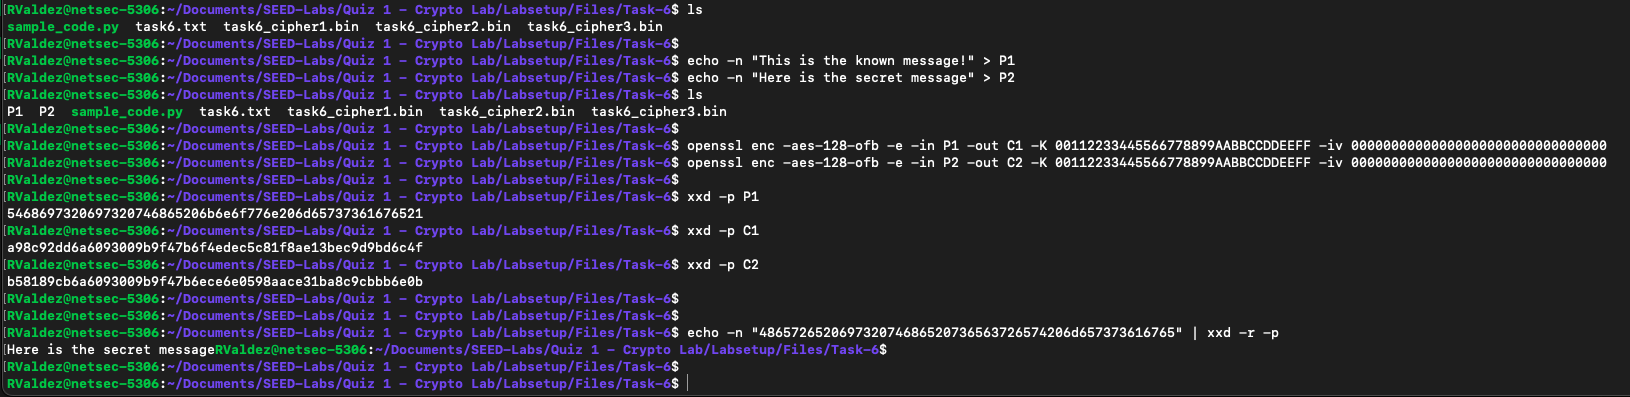 [RValdez@netsec-5306:~/Documents/SEED-Labs/Quiz 1 - Crypto Lab/Labsetup/Files/Task-6$ ls
sample_code.py  task6.txt  task6_cipher1.bin  task6_cipher2.bin  task6_cipher3.bin
[RValdez@netsec-5306:~/Documents/SEED-Labs/Quiz 1 - Crypto Lab/Labsetup/Files/Task-6$
[RValdez@netsec-5306:~/Documents/SEED-Labs/Quiz 1 - Crypto Lab/Labsetup/Files/Task-6$ echo -n "This is the known message!" > P1
[RValdez@netsec-5306:~/Documents/SEED-Labs/Quiz 1 - Crypto Lab/Labsetup/Files/Task-6$ echo -n "Here is the secret message" > P2
[RValdez@netsec-5306:~/Documents/SEED-Labs/Quiz 1 - Crypto Lab/Labsetup/Files/Task-6$ ls
P1  P2  sample_code.py  task6.txt  task6_cipher1.bin  task6_cipher2.bin  task6_cipher3.bin
[RValdez@netsec-5306:~/Documents/SEED-Labs/Quiz 1 - Crypto Lab/Labsetup/Files/Task-6$
[RValdez@netsec-5306:~/Documents/SEED-Labs/Quiz 1 - Crypto Lab/Labsetup/Files/Task-6$ openssl enc -aes-128-ofb -e -in P1 -out C1 -K 00112233445566778899AABBCCDDEEFF -iv 00000000000000000000000000000000
[RValdez@netsec-5306:~/Documents/SEED-Labs/Quiz 1 - Crypto Lab/Labsetup/Files/Task-6$ openssl enc -aes-128-ofb -e -in P2 -out C2 -K 00112233445566778899AABBCCDDEEFF -iv 00000000000000000000000000000000
[RValdez@netsec-5306:~/Documents/SEED-Labs/Quiz 1 - Crypto Lab/Labsetup/Files/Task-6$
[RValdez@netsec-5306:~/Documents/SEED-Labs/Quiz 1 - Crypto Lab/Labsetup/Files/Task-6$ xxd -p P1
5468697320697320746865206b6e6f776e206d65737361676521
[RValdez@netsec-5306:~/Documents/SEED-Labs/Quiz 1 - Crypto Lab/Labsetup/Files/Task-6$ xxd -p C1
a98c92dd6a6093009b9f47b6f4edec5c81f8ae13bec9d9bd6c4f
[RValdez@netsec-5306:~/Documents/SEED-Labs/Quiz 1 - Crypto Lab/Labsetup/Files/Task-6$ xxd -p C2
b58189cb6a6093009b9f47b6ece6e0598aace31ba8c9cbbb6e0b
[RValdez@netsec-5306:~/Documents/SEED-Labs/Quiz 1 - Crypto Lab/Labsetup/Files/Task-6$
[RValdez@netsec-5306:~/Documents/SEED-Labs/Quiz 1 - Crypto Lab/Labsetup/Files/Task-6$
[RValdez@netsec-5306:~/Documents/SEED-Labs/Quiz 1 - Crypto Lab/Labsetup/Files/Task-6$ echo -n "486572652069732074686520736563726574206d657373616765" | xxd -r -p
[Here is the secret messageRValdez@netsec-5306:~/Documents/SEED-Labs/Quiz 1 - Crypto Lab/Labsetup/Files/Task-6$
[RValdez@netsec-5306:~/Documents/SEED-Labs/Quiz 1 - Crypto Lab/Labsetup/Files/Task-6$
RValdez@netsec-5306:~/Documents/SEED-Labs/Quiz 1 - Crypto Lab/Labsetup/Files/Task-6$